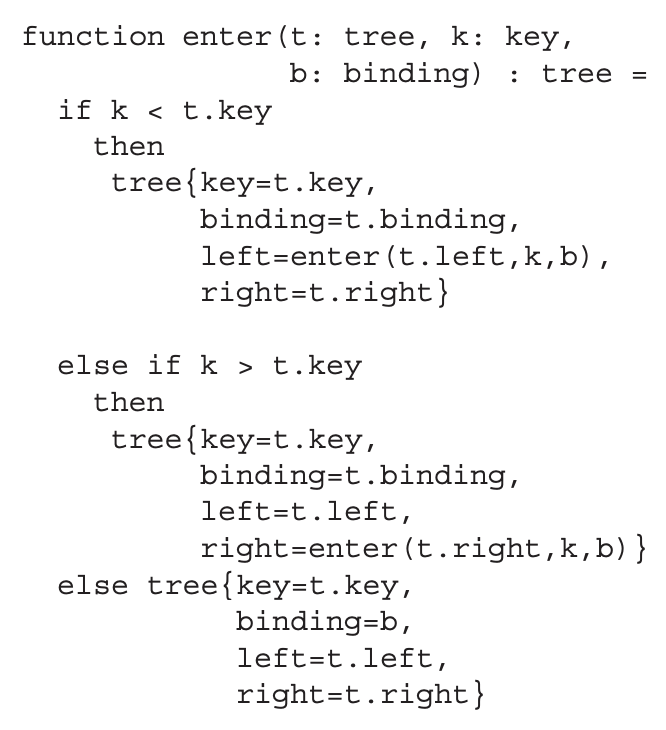 function enter(t: tree, k: key,
               b: binding) : tree =
  if k < t.key
    then
     tree{key=t.key,
          binding=t.binding,
          left=enter(t.left,k,b),
          right=t.right}

  else if k > t.key
    then
     tree{key=t.key,
          binding=t.binding,
          left=t.left,
          right=enter(t.right,k,b)}
  else tree{key=t.key,
            binding=b,
            left=t.left,
            right=t.right}